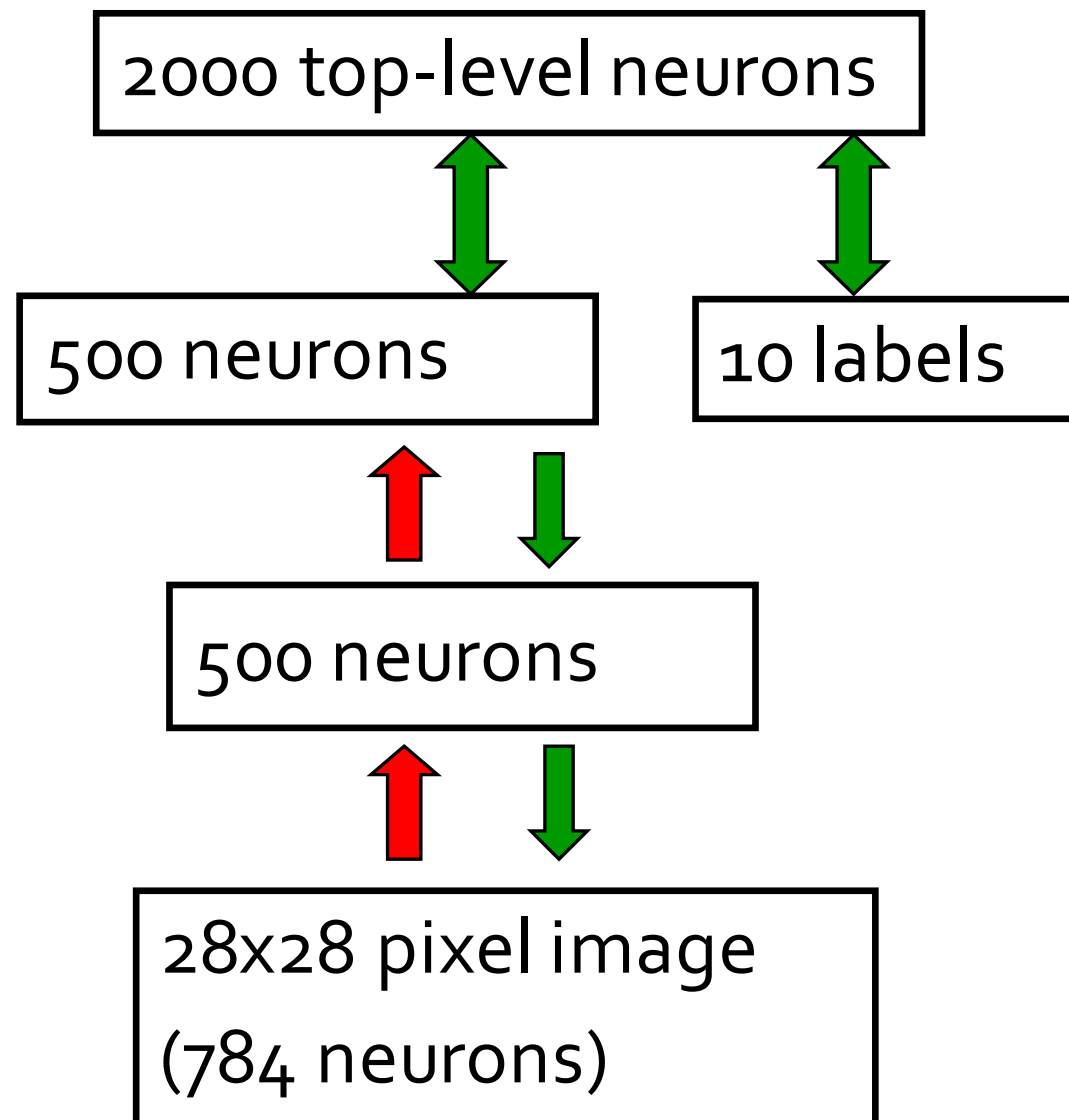 2000 top-level neurons
500 neurons
10 labels
500 neurons
28x28 pixel image
(784 neurons)